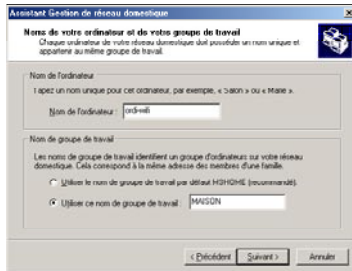 Assistant Gestion de réseau domestique
Noms de votre ordinateur et de votre groupe de travail
Chaque ordinateur de votre réseau domestique doit posséder un nom unique et
appartenir au même groupe de travail.
Nom de l'ordinateur
Tapez un nom unique pour cet ordinateur, par exemple, « Salon » ou « Marie ».
Nom de l'ordinateur : ordi-wifi
Nom de groupe de travail
Les noms de groupe de travail identifient un groupe d'ordinateurs sur votre réseau
domestique. Cela correspond à la même adresse des membres d'une famille.
Utiliser le nom de groupe de travail par défaut MSHOME (recommandé).
Utiliser ce nom de groupe de travail : MAISON
< Précédent Suivant > Annuler